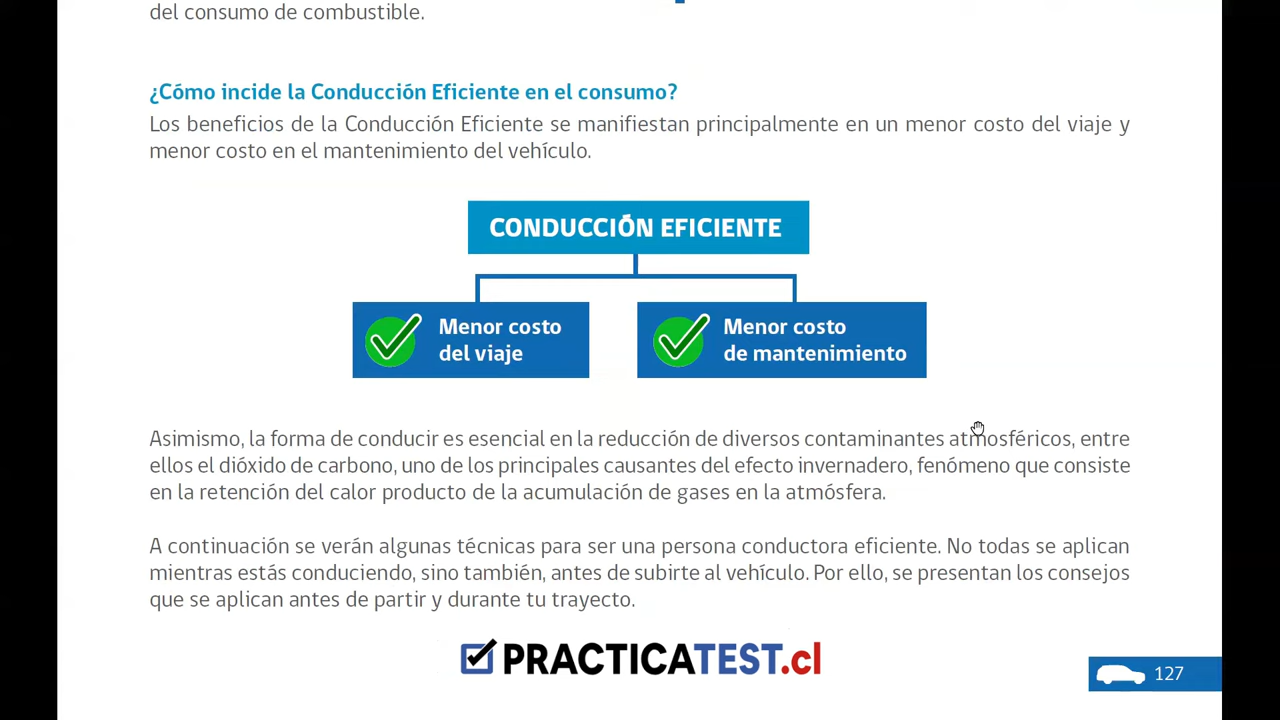 del consumo de combustible.
¿Cómo incide la Conducción Eficiente en el consumo?
Los beneficios de la Conducción Eficiente se manifiestan principalmente en un menor costo del viaje y
menor costo en el mantenimiento del vehículo.
CONDUCCIÓN EFICIENTE
Menor costo
del viaje
Menor costo
de mantenimiento
Asimismo, la forma de conducir es esencial en la reducción de diversos contaminantes atmosféricos, entre
ellos el dióxido de carbono, uno de los principales causantes del efecto invernadero, fenómeno que consiste
en la retención del calor producto de la acumulación de gases en la atmósfera.
A continuación se verán algunas técnicas para ser una persona conductora eficiente. No todas se aplican
mientras estás conduciendo, sino también, antes de subirte al vehículo. Por ello, se presentan los consejos
que se aplican antes de partir y durante tu trayecto.
PRACTICATEST.cl
127